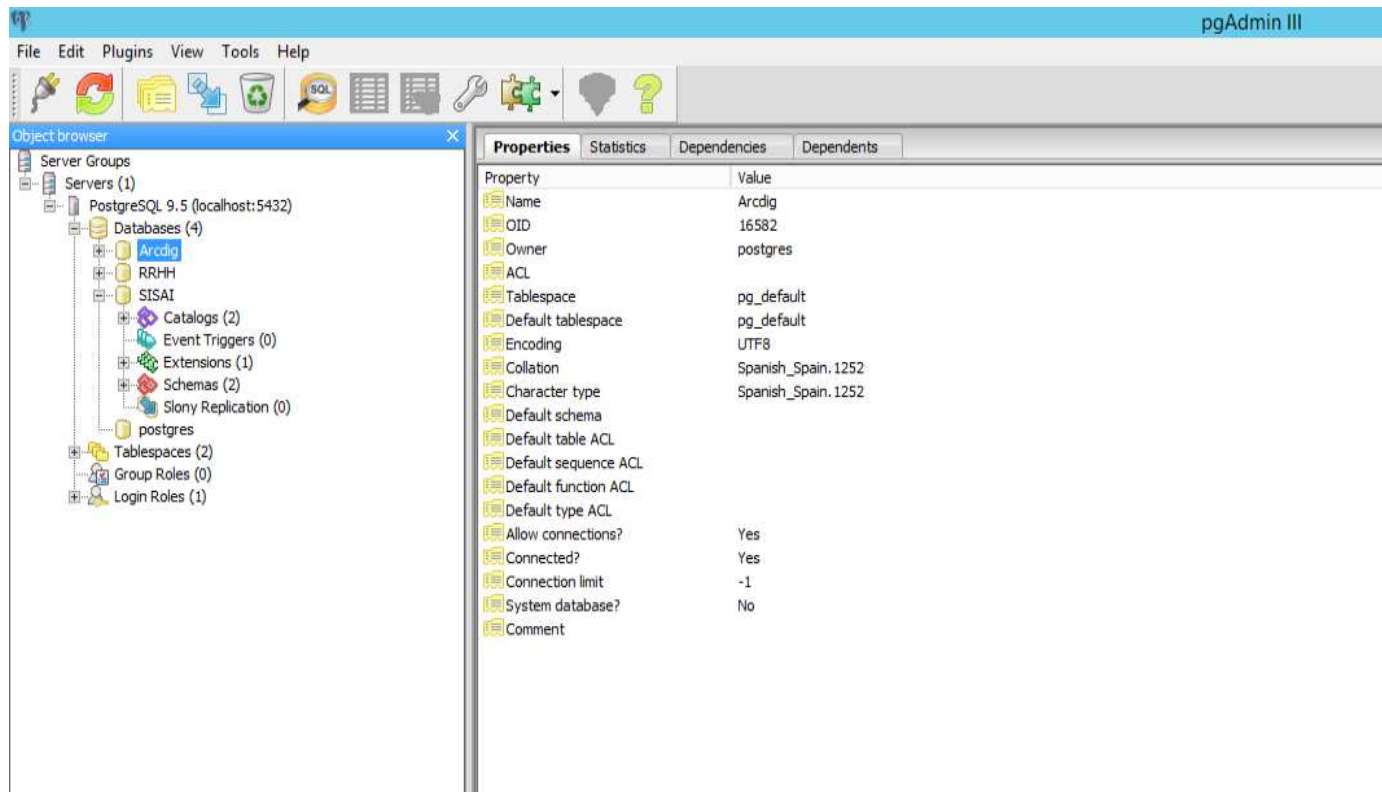 pgAdmin III
File Edit Plugins View Tools Help
SQL
Object browser
Server Groups
Servers (1)
PostgreSQL 9.5 (localhost:5432)
Databases (4)
Arcdig
RRHH
SISAI
Catalogs (2)
Event Triggers (0)
Extensions (1)
Schemas (2)
Slony Replication (0)
postgres
Tablespaces (2)
Group Roles (0)
Login Roles (1)
Properties Statistics Dependencies Dependents
Property Value
Name Arcdig
OID 16582
Owner postgres
ACL
Tablespace pg_default
Default tablespace pg_default
Encoding UTF8
Collation Spanish_Spain.1252
Character type Spanish_Spain.1252
Default schema
Default table ACL
Default sequence ACL
Default function ACL
Default type ACL
Allow connections? Yes
Connected? Yes
Connection limit -1
System database? No
Comment